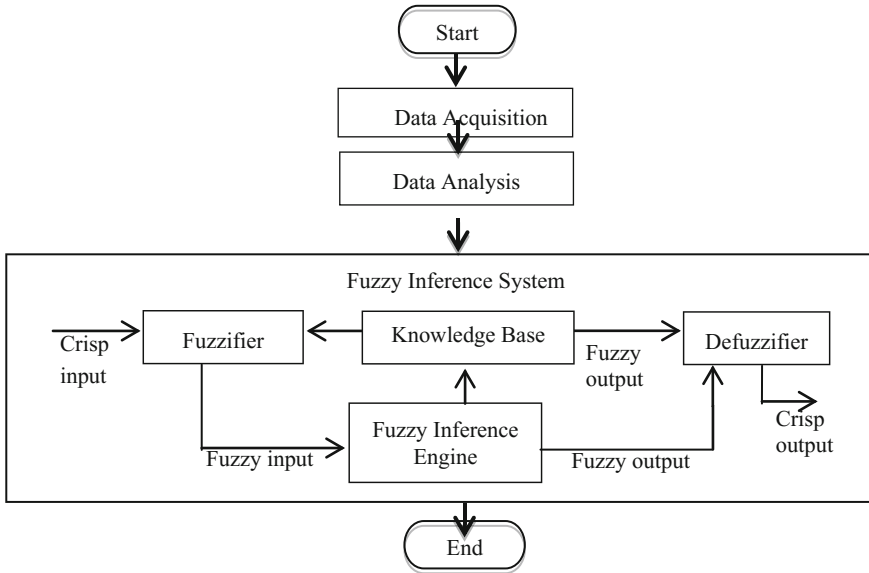 Start
Data Acquisition
Data Analysis
Fuzzy Inference System
Crisp
input
Fuzzifier
Knowledge Base
Fuzzy
output
Defuzzifier
Crisp
output
Fuzzy input
Fuzzy Inference
Engine
Fuzzy output
End